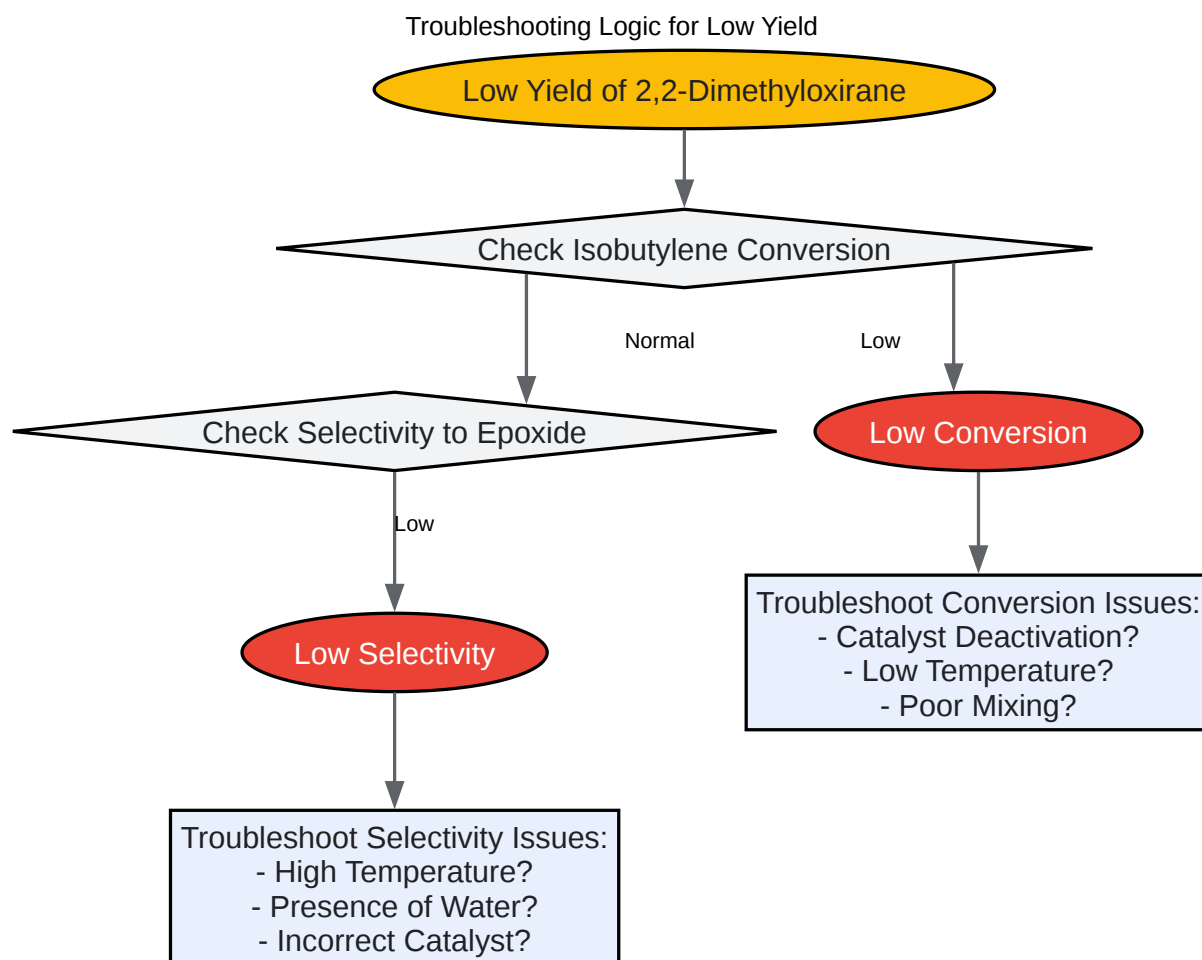 Troubleshooting Logic for Low Yield
Low Yield of 2,2-Dimethyloxirane
Check Isobutylene Conversion
Normal
Low
Check Selectivity to Epoxide
Low Conversion
Low
Troubleshoot Conversion Issues:
- Catalyst Deactivation?
- Low Temperature?
- Poor Mixing?
Low Selectivity
Troubleshoot Selectivity Issues:
- High Temperature?
- Presence of Water?
- Incorrect Catalyst?